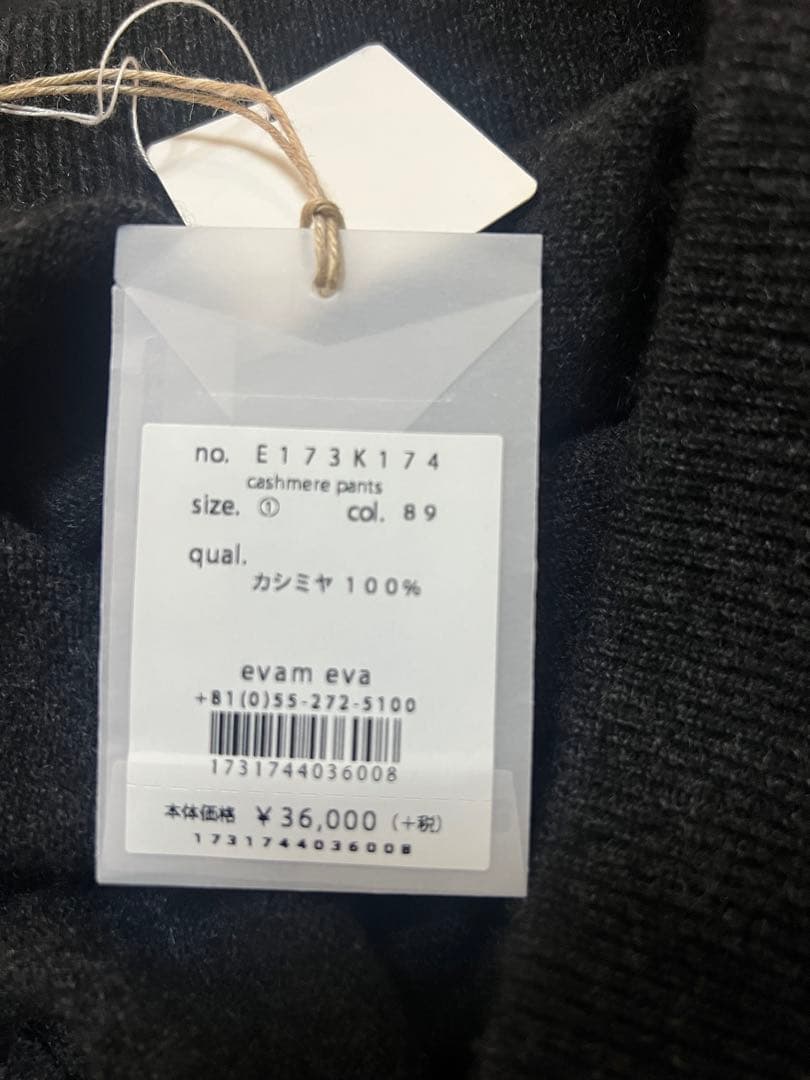 no. E173K174
cashmere pants
size. ① col. 89
qual.
カシミヤ 100%
evam eva
+81(0)55-272-5100
1731744036008
本体価格 ¥36,000 (+税)
1731744036008